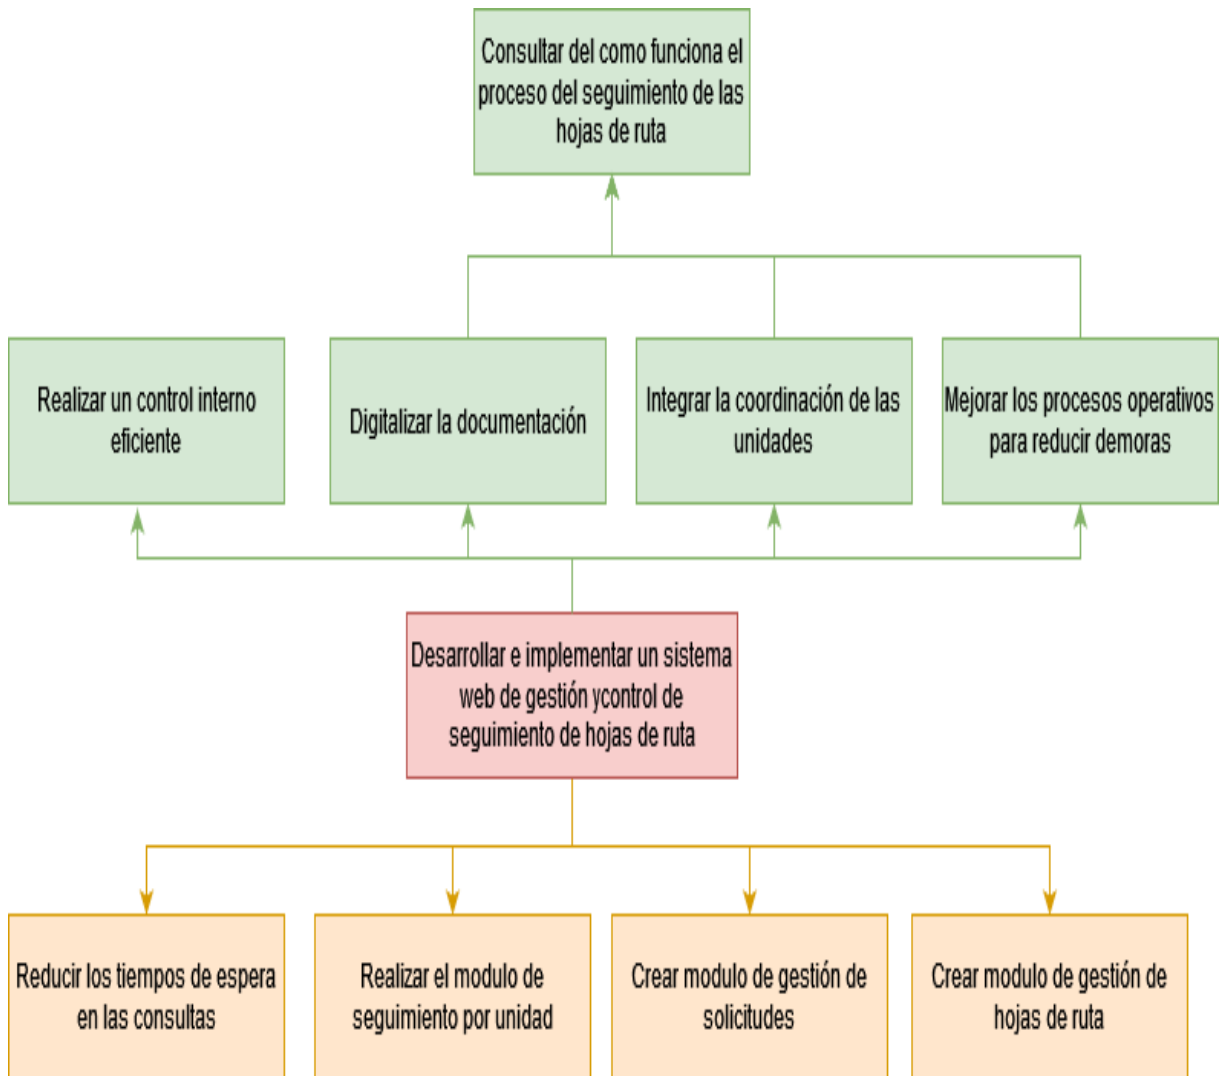 Consultar del como funciona el
proceso del seguimiento de las
hojas de ruta
Realizar un control interno
eficiente
Digitalizar la documentación
Integrar la coordinación de las
unidades
Mejorar los procesos operativos
para reducir demoras
Desarrollar e implementar un sistema
web de gestión ycontrol de
seguimiento de hojas de ruta
Reducir los tiempos de espera
en las consultas
Realizar el modulo de
seguimiento por unidad
Crear modulo de gestión de
solicitudes
Crear modulo de gestión de
hojas de ruta